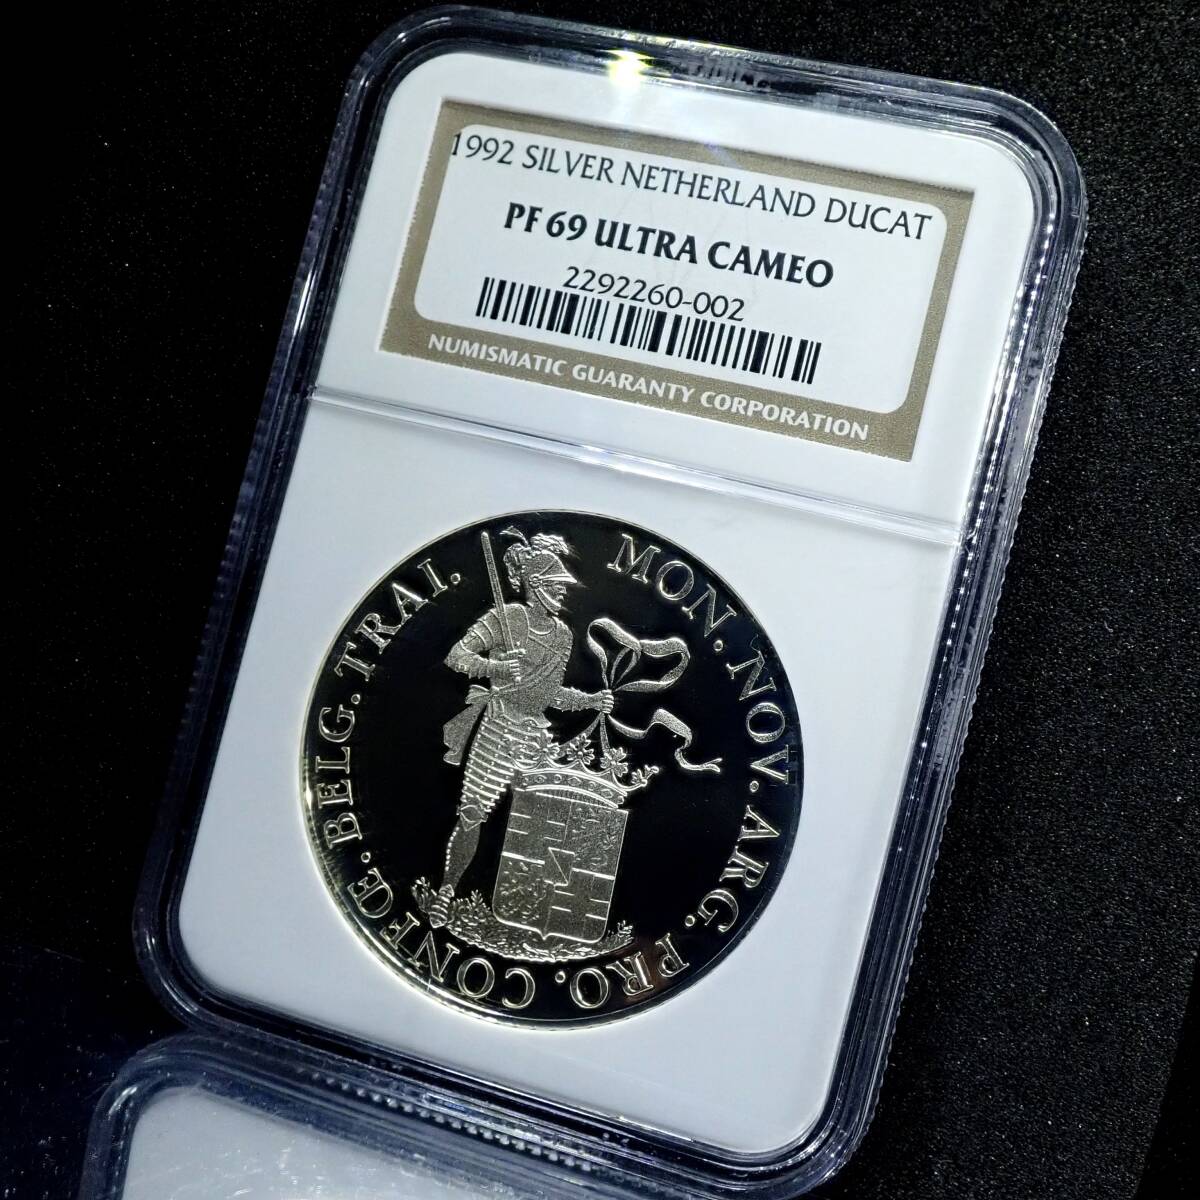 1992 SILVER NETHERLAND DUCAT
PF 69 ULTRA CAMEO
2292260-002
NUMISMATIC GUARANTY CORPORATION
MON. NOV. ARG. PRO. CONFŒ. BELG. TRAI.